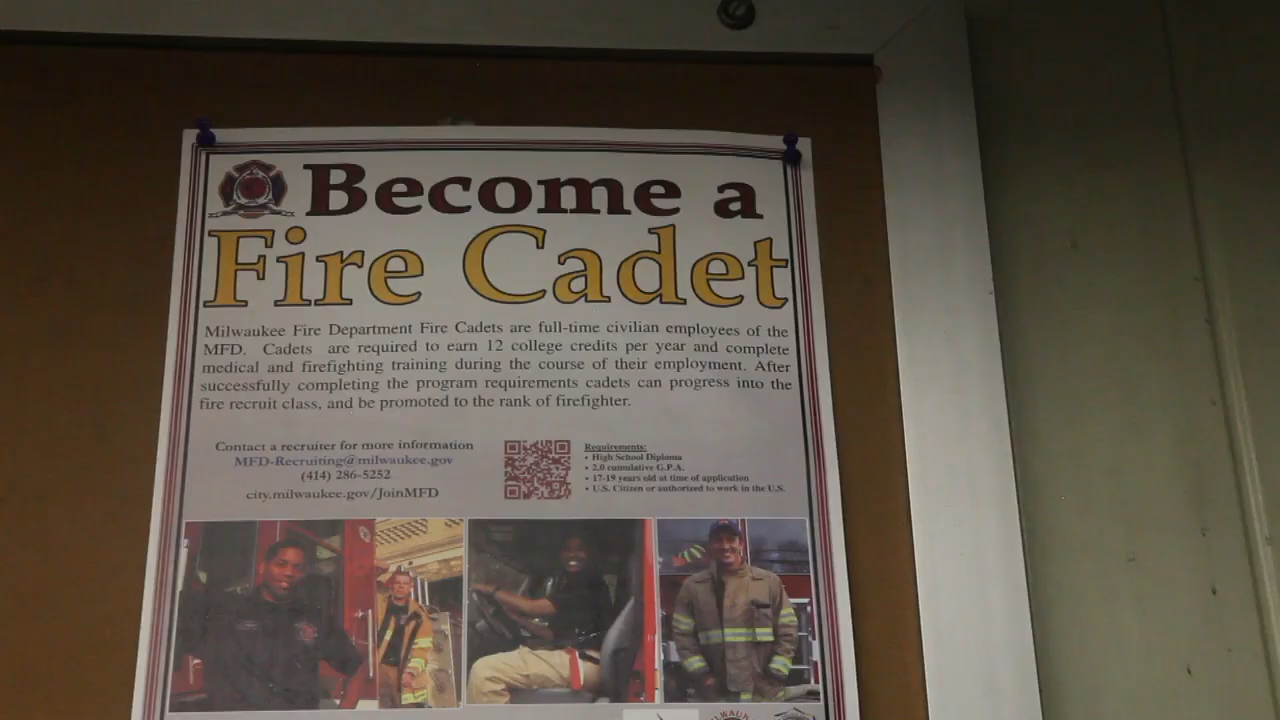 Become a
Fire Cadet
Milwaukee Fire Department Fire Cadets are full-time civilian employees of the
MFD. Cadets are required to earn 12 college credits per year and complete
medical and firefighting training during the course of their employment. After
successfully completing the program requirements cadets can progress into the
fire recruit class, and be promoted to the rank of firefighter.
Contact a recruiter for more information
MFD-Recruiting@milwaukee.gov
(414) 286-5252
city.milwaukee.gov/JoinMFD
Requirements:
• High School Diploma
• 2.0 cumulative G.P.A.
• 17-19 years old at time of application
• U.S. Citizen or authorized to work in the U.S.